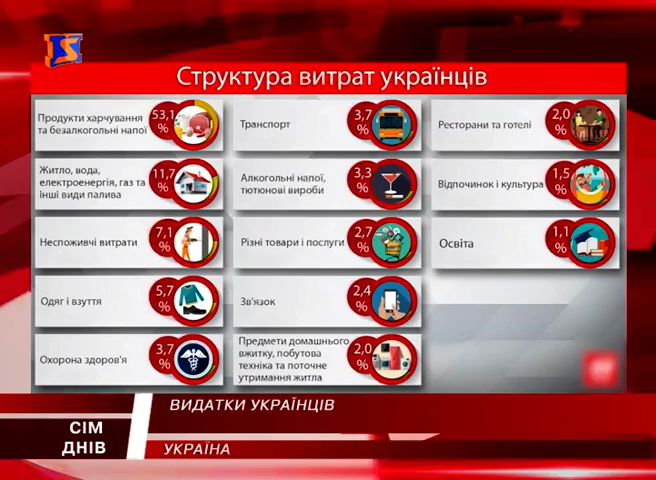 IS
Структура витрат українців
Продукти харчування
та безалкогольні напої
53,1
%
Житло, вода,
електроенергія, газ та
інші види палива
11,7
%
Неспоживчі витрати
7,1
%
Одяг і взуття
5,7
%
Охорона здоров'я
3,7
%
Транспорт
3,7
%
Алкогольні напої,
тютюнові вироби
3,3
%
Різні товари і послуги
2,7
%
Зв'язок
2,4
%
Предмети домашнього
вжитку, побутова
техніка та поточне
утримання житла
2,0
%
Ресторани та готелі
2,0
%
Відпочинок і культура
1,5
%
Освіта
1,1
%
СІМ
ДНІВ
ВИДАТКИ УКРАЇНЦІВ
УКРАЇНА